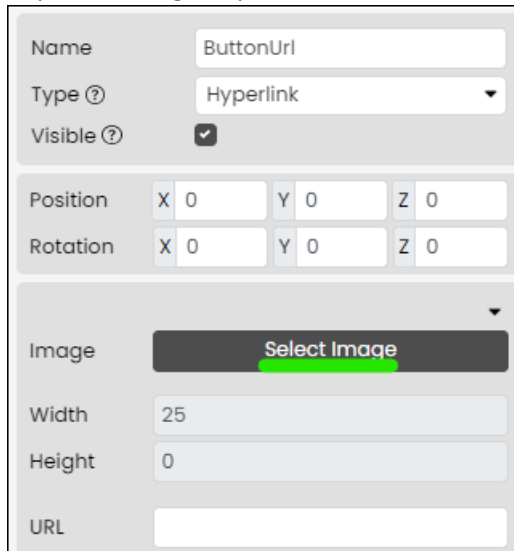 Name ButtonUrl
Type ? Hyperlink
Visible ?
Position X 0 Y 0 Z 0
Rotation X 0 Y 0 Z 0
Image Select Image
Width 25
Height 0
URL